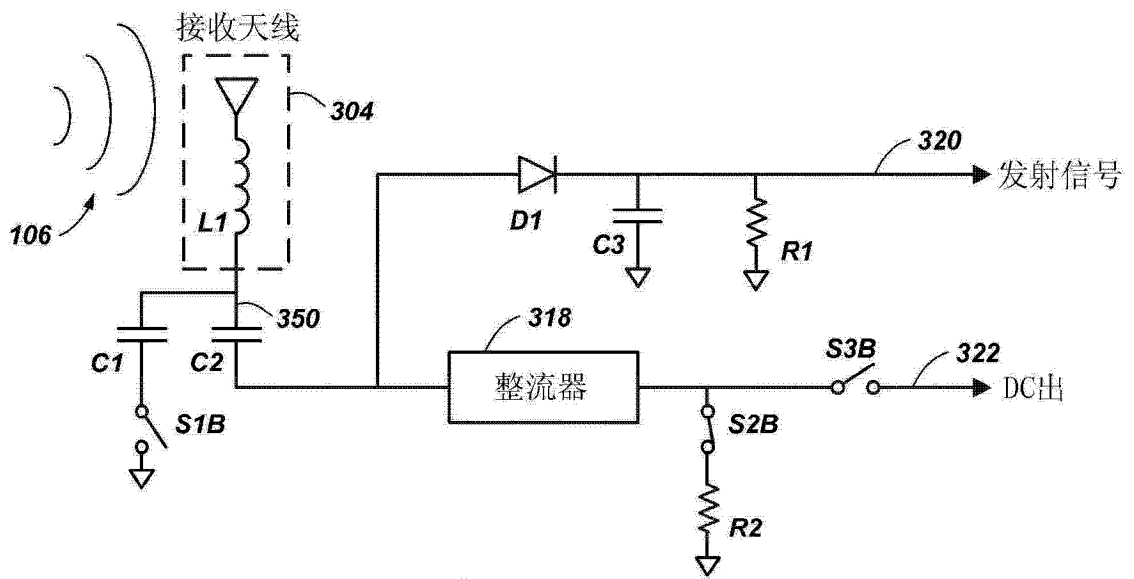 接收天线
304
106
L1
320
发射信号
D1
C3
R1
350
C1
C2
318
整流器
S3B
322
DC出
S1B
S2B
R2